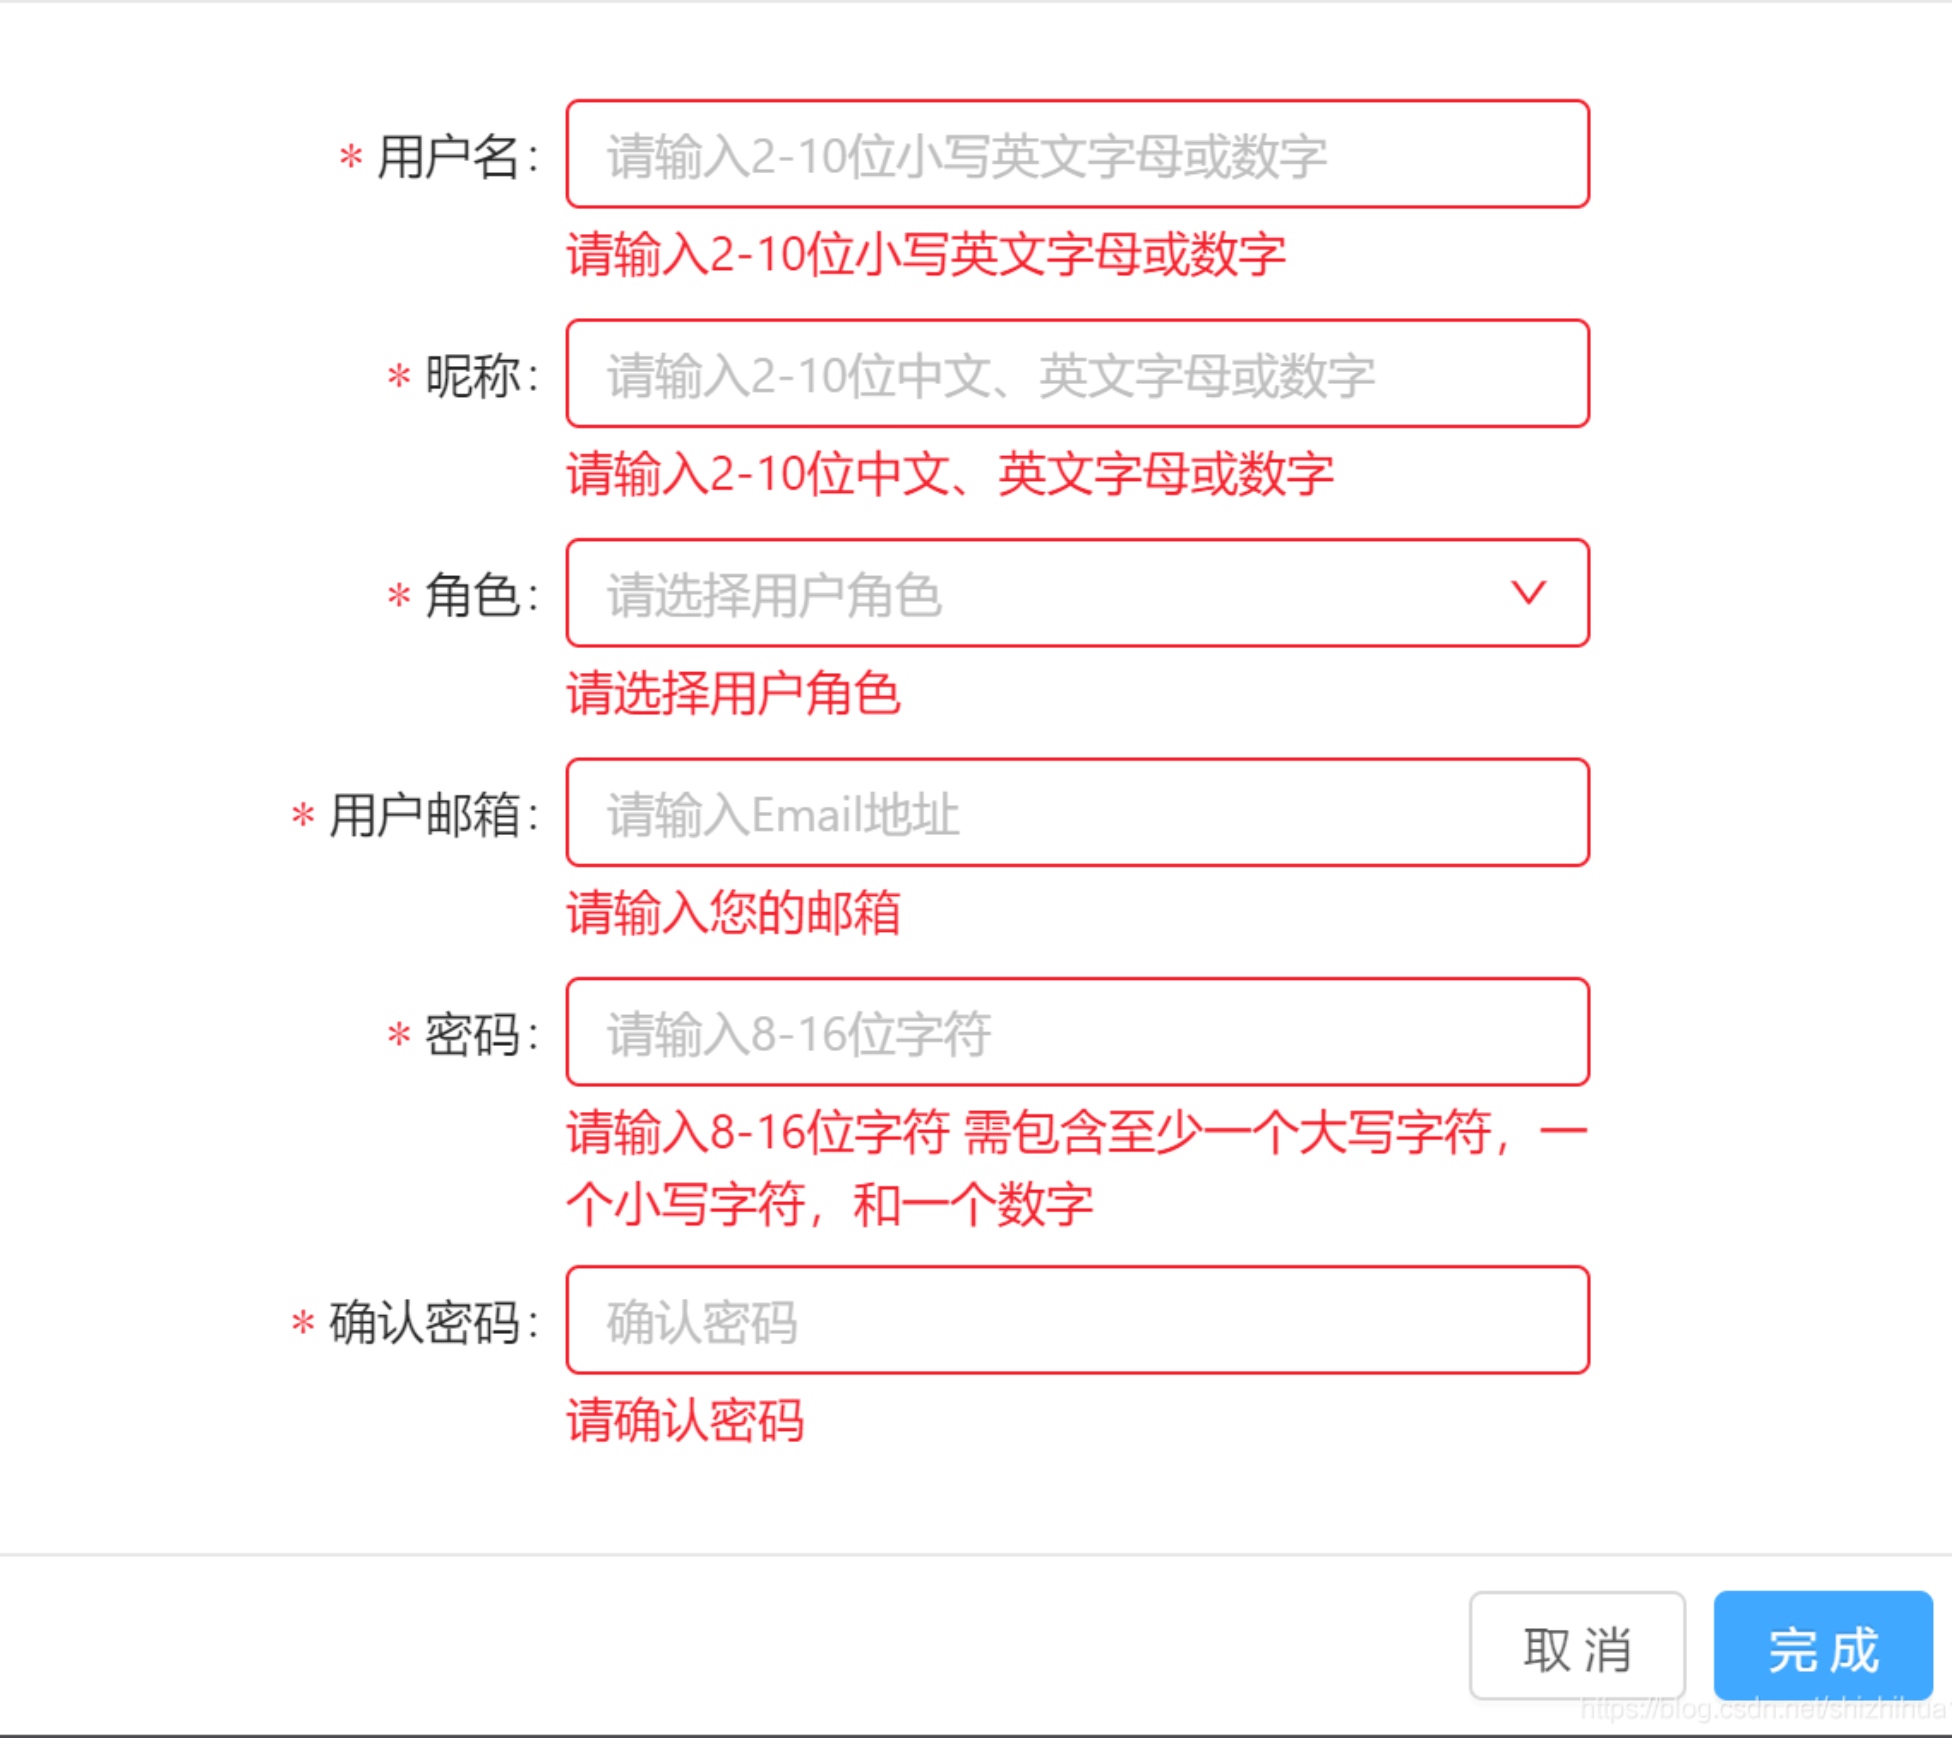 * 用户名：
请输入2-10位小写英文字母或数字
请输入2-10位小写英文字母或数字
* 昵称：
请输入2-10位中文、英文字母或数字
请输入2-10位中文、英文字母或数字
* 角色：
请选择用户角色
请选择用户角色
* 用户邮箱：
请输入Email地址
请输入您的邮箱
* 密码：
请输入8-16位字符
请输入8-16位字符 需包含至少一个大写字符，一
个小写字符，和一个数字
* 确认密码：
确认密码
请确认密码
取 消
完 成